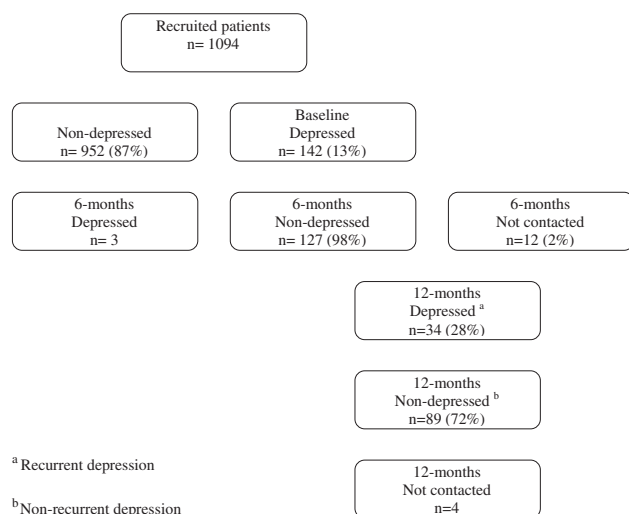 Recruited patients
n= 1094
Non-depressed
n= 952 (87%)
Baseline
Depressed
n= 142 (13%)
6-months
Depressed
n= 3
6-months
Non-depressed
n= 127 (98%)
6-months
Not contacted
n=12 (2%)
12-months
Depressed a
n=34 (28%)
12-months
Non-depressed b
n=89 (72%)
12-months
Not contacted
n=4
a Recurrent depression
b Non-recurrent depression